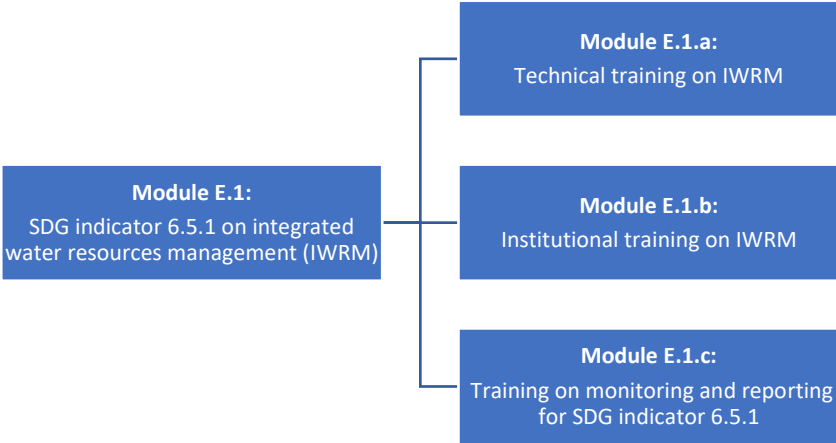 Module E.1.a:
Technical training on IWRM
Module E.1:
SDG indicator 6.5.1 on integrated
water resources management (IWRM)
Module E.1.b:
Institutional training on IWRM
Module E.1.c:
Training on monitoring and reporting
for SDG indicator 6.5.1